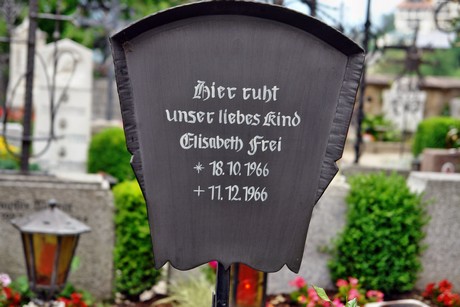 Hier ruht
unser liebes Kind
Elisabeth Frei
* 18.10.1966
+ 11.12.1966